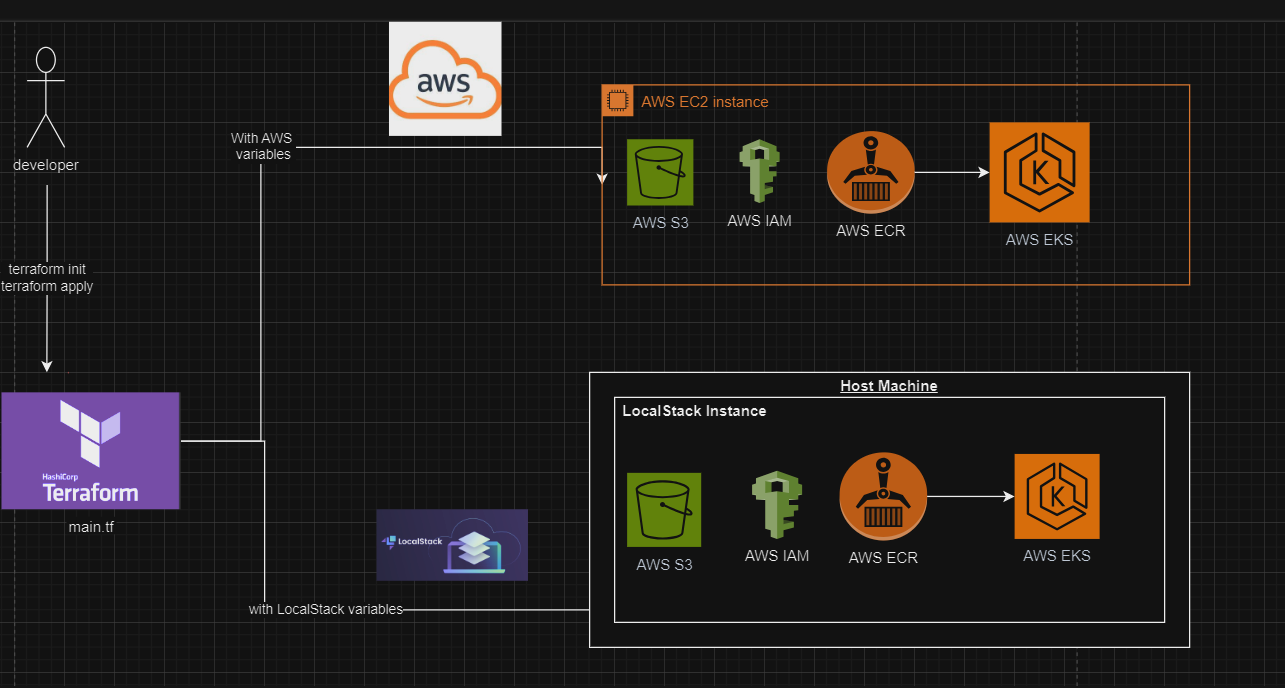 aws
AWS EC2 instance
With AWS
variables
developer
AWS S3
AWS IAM
AWS ECR
K
AWS EKS
terraform init
terraform apply
Host Machine
LocalStack Instance
HashiCorp
Terraform
main.tf
LocalStack
AWS S3
AWS IAM
AWS ECR
K
AWS EKS
with LocalStack variables